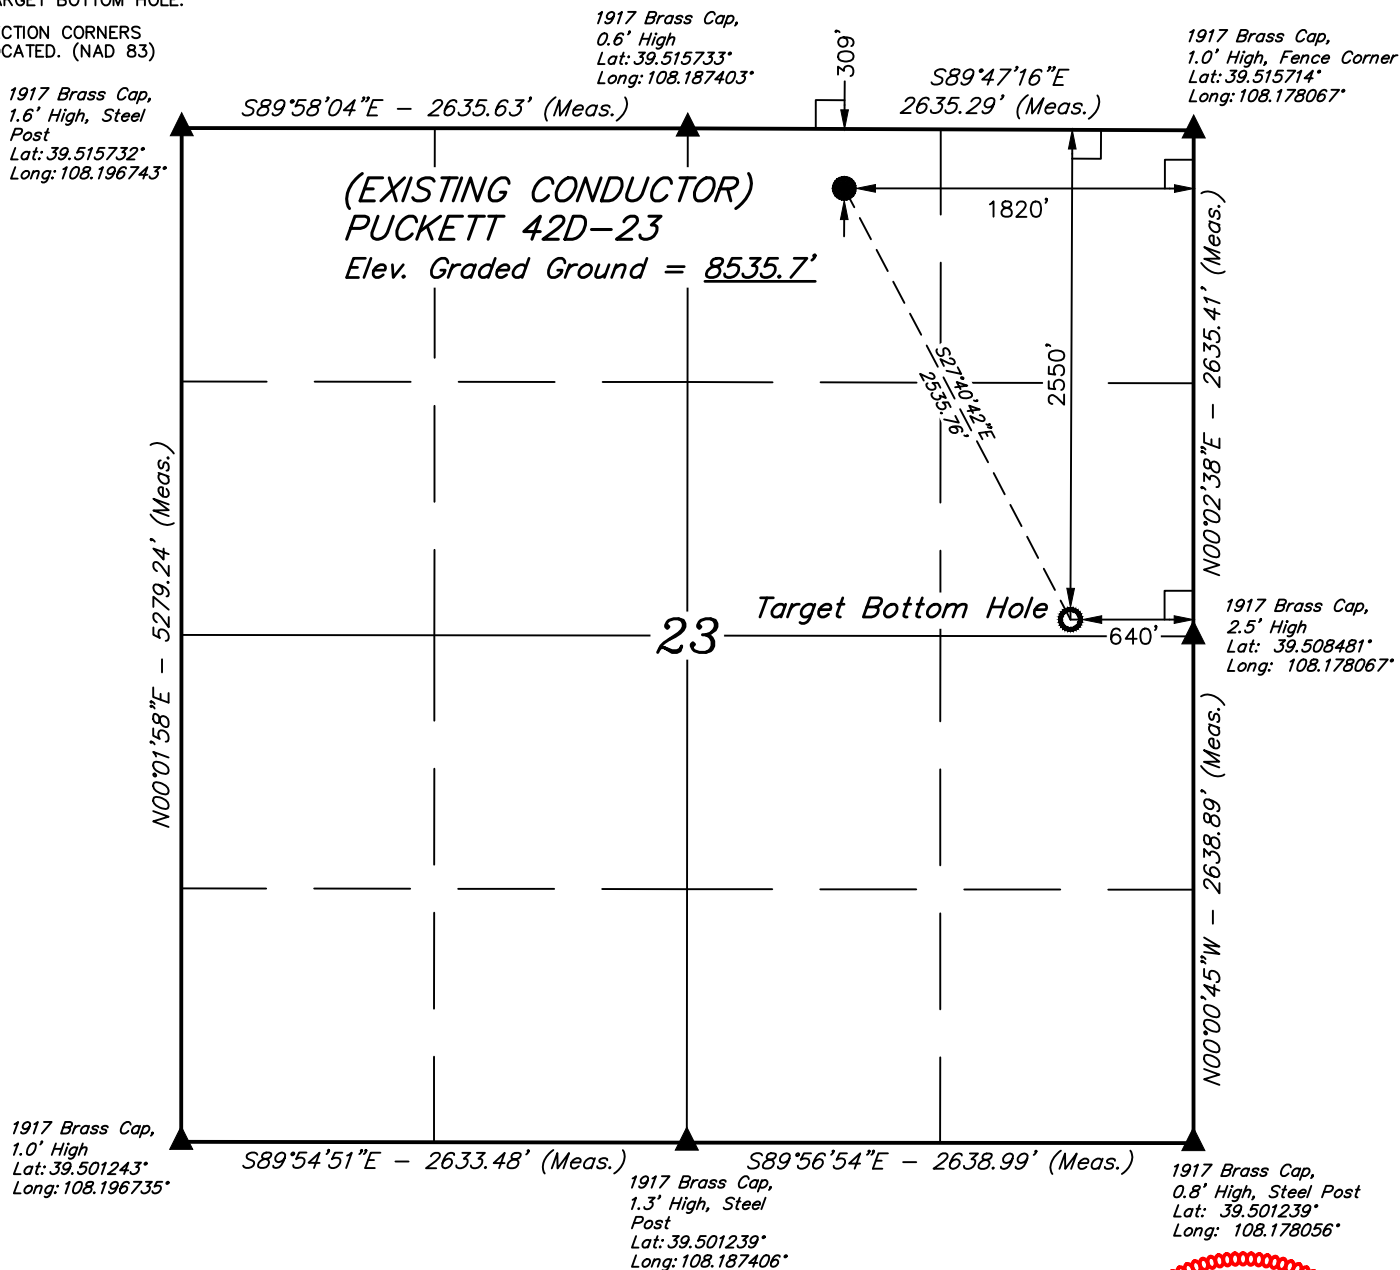 TARGET BOTTOM HOLE.
CTION CORNERS
CATED. (NAD 83)
1917 Brass Cap,
0.6' High
Lat: 39.515733°
Long: 108.187403°
309'
S89°47'16"E
2635.29' (Meas.)
1917 Brass Cap,
1.0' High, Fence Corner
Lat: 39.515714°
Long: 108.178067°
1917 Brass Cap,
1.6' High, Steel
Post
Lat: 39.515732°
Long: 108.196743°
S89°58'04"E - 2635.63' (Meas.)
(EXISTING CONDUCTOR)
PUCKETT 42D-23
Elev. Graded Ground = 8535.7'
1820'
2550'
S27°40'42"E
2535.76'
N00°02'38"E - 2635.41' (Meas.)
N00°01'58"E - 5279.24' (Meas.)
Target Bottom Hole
640'
23
1917 Brass Cap,
2.5' High
Lat: 39.508481°
Long: 108.178067°
N00°00'45"W - 2638.89' (Meas.)
1917 Brass Cap,
1.0' High
Lat: 39.501243°
Long: 108.196735°
S89°54'51"E - 2633.48' (Meas.)
S89°56'54"E - 2638.99' (Meas.)
1917 Brass Cap,
1.3' High, Steel
Post
Lat: 39.501239°
Long: 108.187406°
1917 Brass Cap,
0.8' High, Steel Post
Lat: 39.501239°
Long: 108.178056°